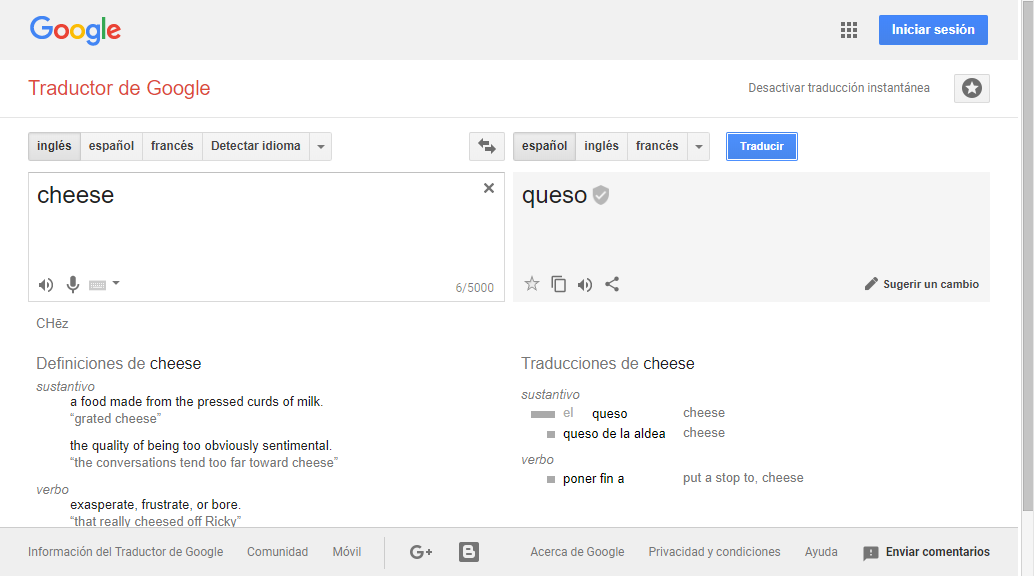 Google
Iniciar sesión
Traductor de Google
Desactivar traducción instantánea
inglés español francés Detectar idioma
español inglés francés Traducir
cheese
queso
6/5000
Sugerir un cambio
CHēz
Definiciones de cheese
sustantivo
a food made from the pressed curds of milk.
“grated cheese”
the quality of being too obviously sentimental.
“the conversations tend too far toward cheese”
verbo
exasperate, frustrate, or bore.
“that really cheesed off Ricky”
Traducciones de cheese
sustantivo
el queso cheese
queso de la aldea cheese
verbo
poner fin a put a stop to, cheese
Información del Traductor de Google Comunidad Móvil G+ B Acerca de Google Privacidad y condiciones Ayuda Enviar comentarios